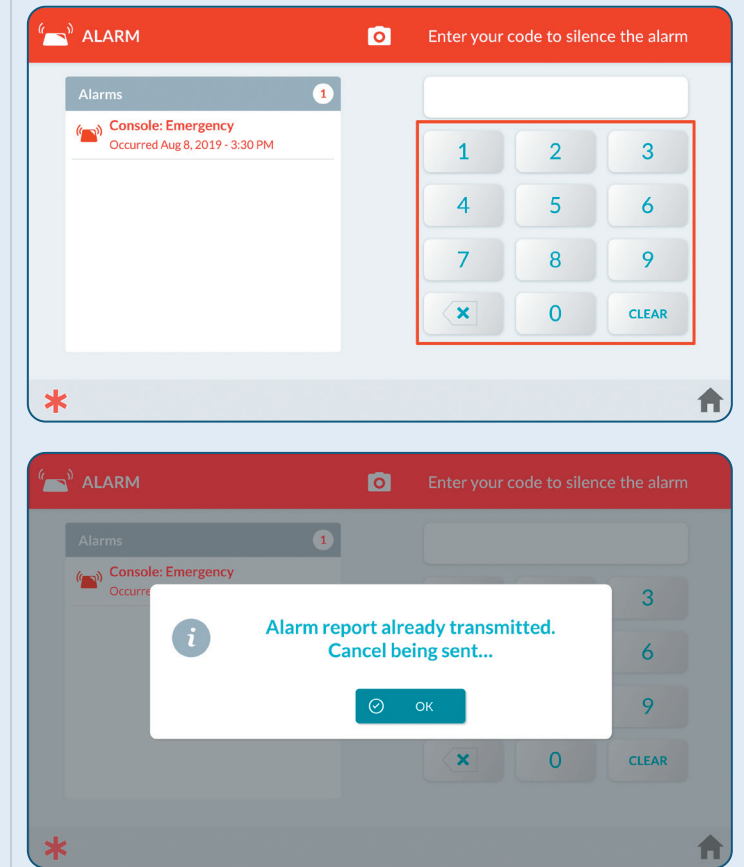 ALARM
Enter your code to silence the alarm
Alarms 1
Console: Emergency
Occurred Aug 8, 2019 - 3:30 PM
1 2 3
4 5 6
7 8 9
0 CLEAR
ALARM
Enter your code to silence the alarm
Alarms 1
Console: Emergency
Occurre
3
Alarm report already transmitted.
Cancel being sent...
6
OK
9
0 CLEAR